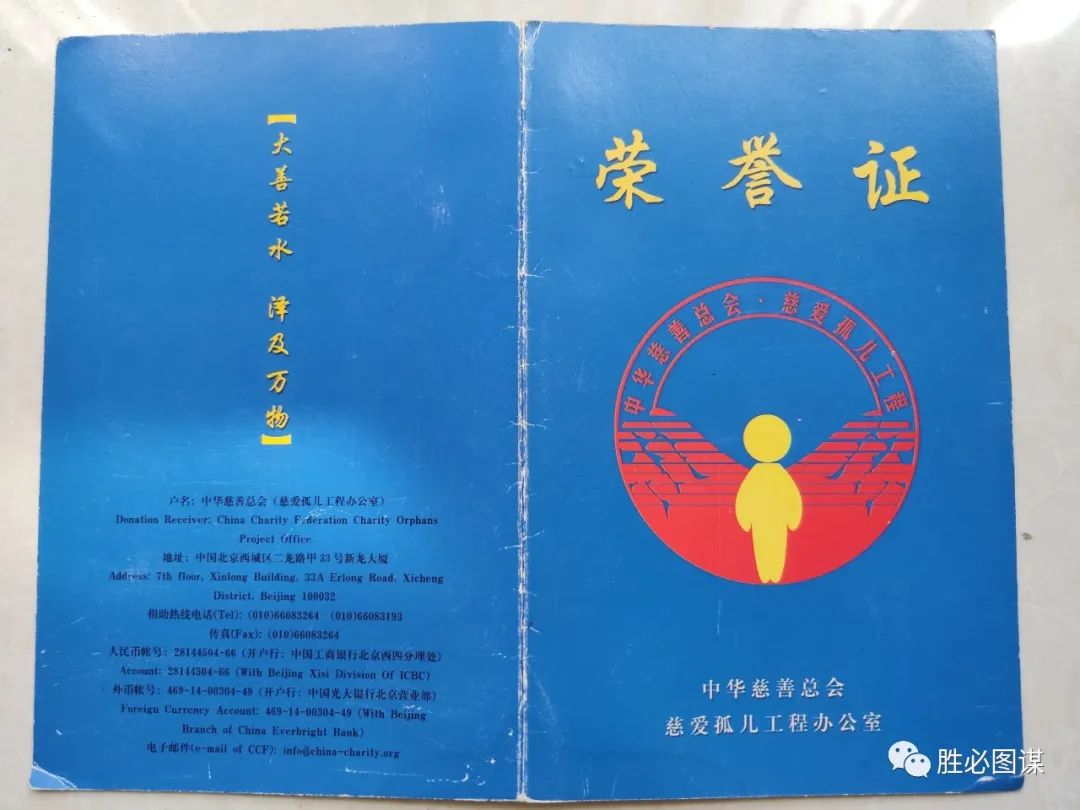 【大善若水 泽及万物】
户名：中华慈善总会（慈爱孤儿工程办公室）
Donation Receiver: China Charity Federation Charity Orphans
Project Office
地址：中国北京西城区二龙路甲33号新龙大厦
Address: 7th floor, Xinlong Building, 33A Erlong Road, Xicheng
District, Beijing 100032
捐助热线电话(Tel)：(010)66083264 (010)66083193
传真(Fax)：(010)66083264
人民币帐号：28144504-66（开户行：中国工商银行北京西四分理处）
Account: 28144504-66 (With Beijing Xisi Division Of ICBC)
外币帐号：469-14-00304-49（开户行：中国光大银行北京营业部）
Foreign Currency Account: 469-14-00304-49 (With Beijing
Branch of China Everbright Bank)
电子邮件(e-mail of CCF): info@china-charity.org
荣誉证
中华慈善总会·慈爱孤儿工程
中华慈善总会
慈爱孤儿工程办公室
胜必图谋